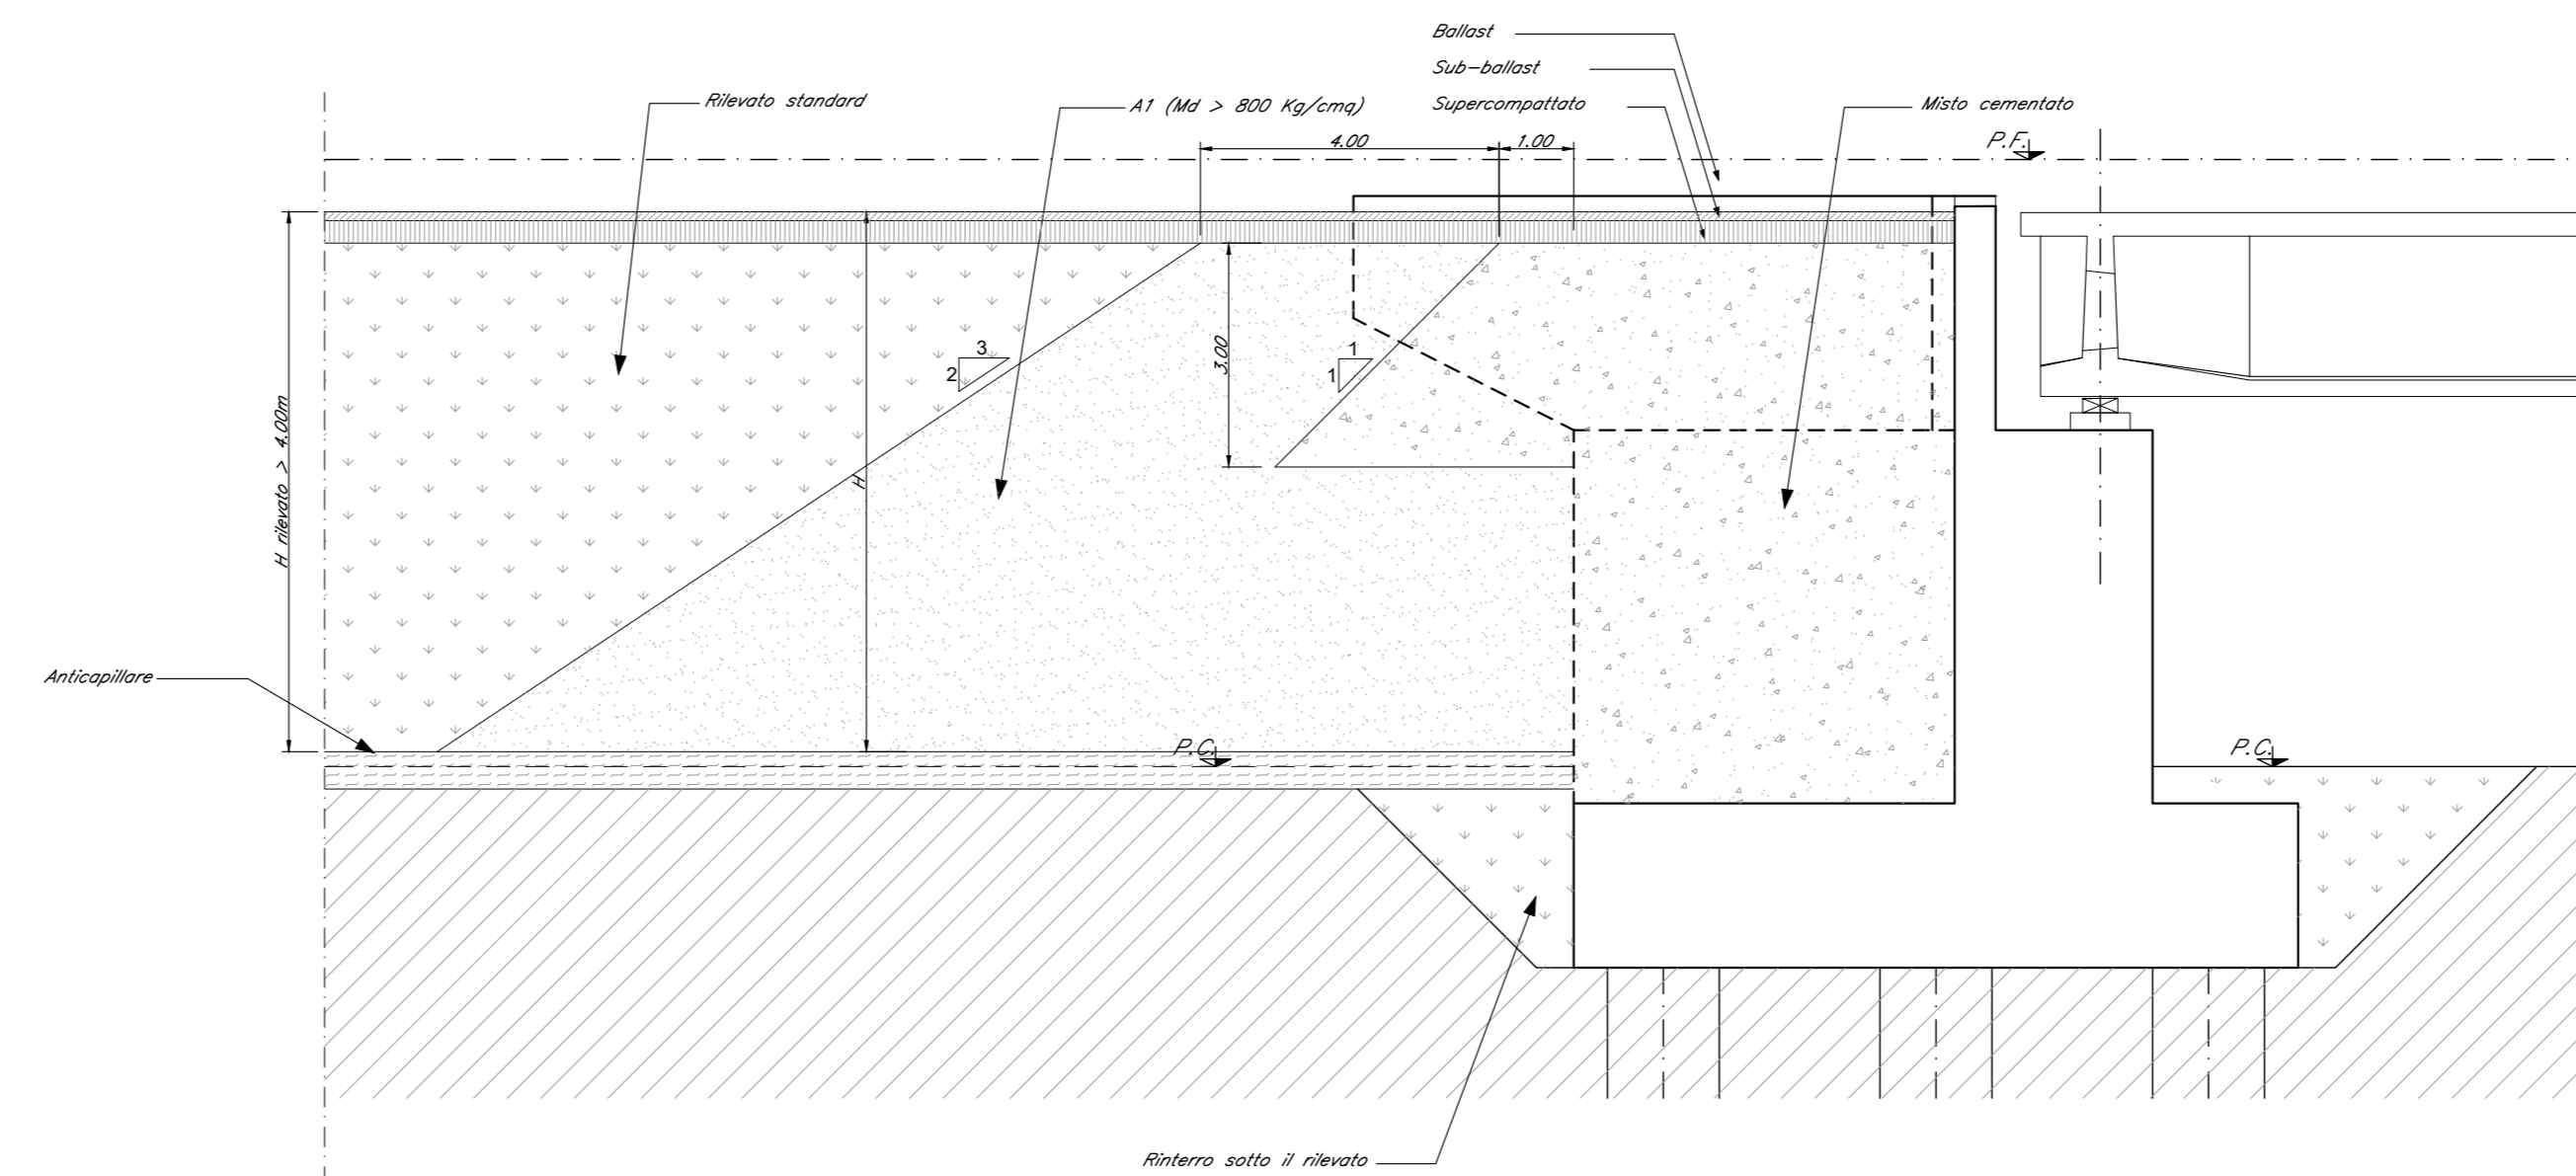 Ballast
Sub-ballast
Supercompattato
Rilevato standard
A1 (Md > 800 Kg/cmq)
Misto cementato
4.00
1.00
P.F.
3
2
3.00
1
1
H rilevato > 4.00m
H
Anticapillare
P.C.
P.C.
Rinterro sotto il rilevato